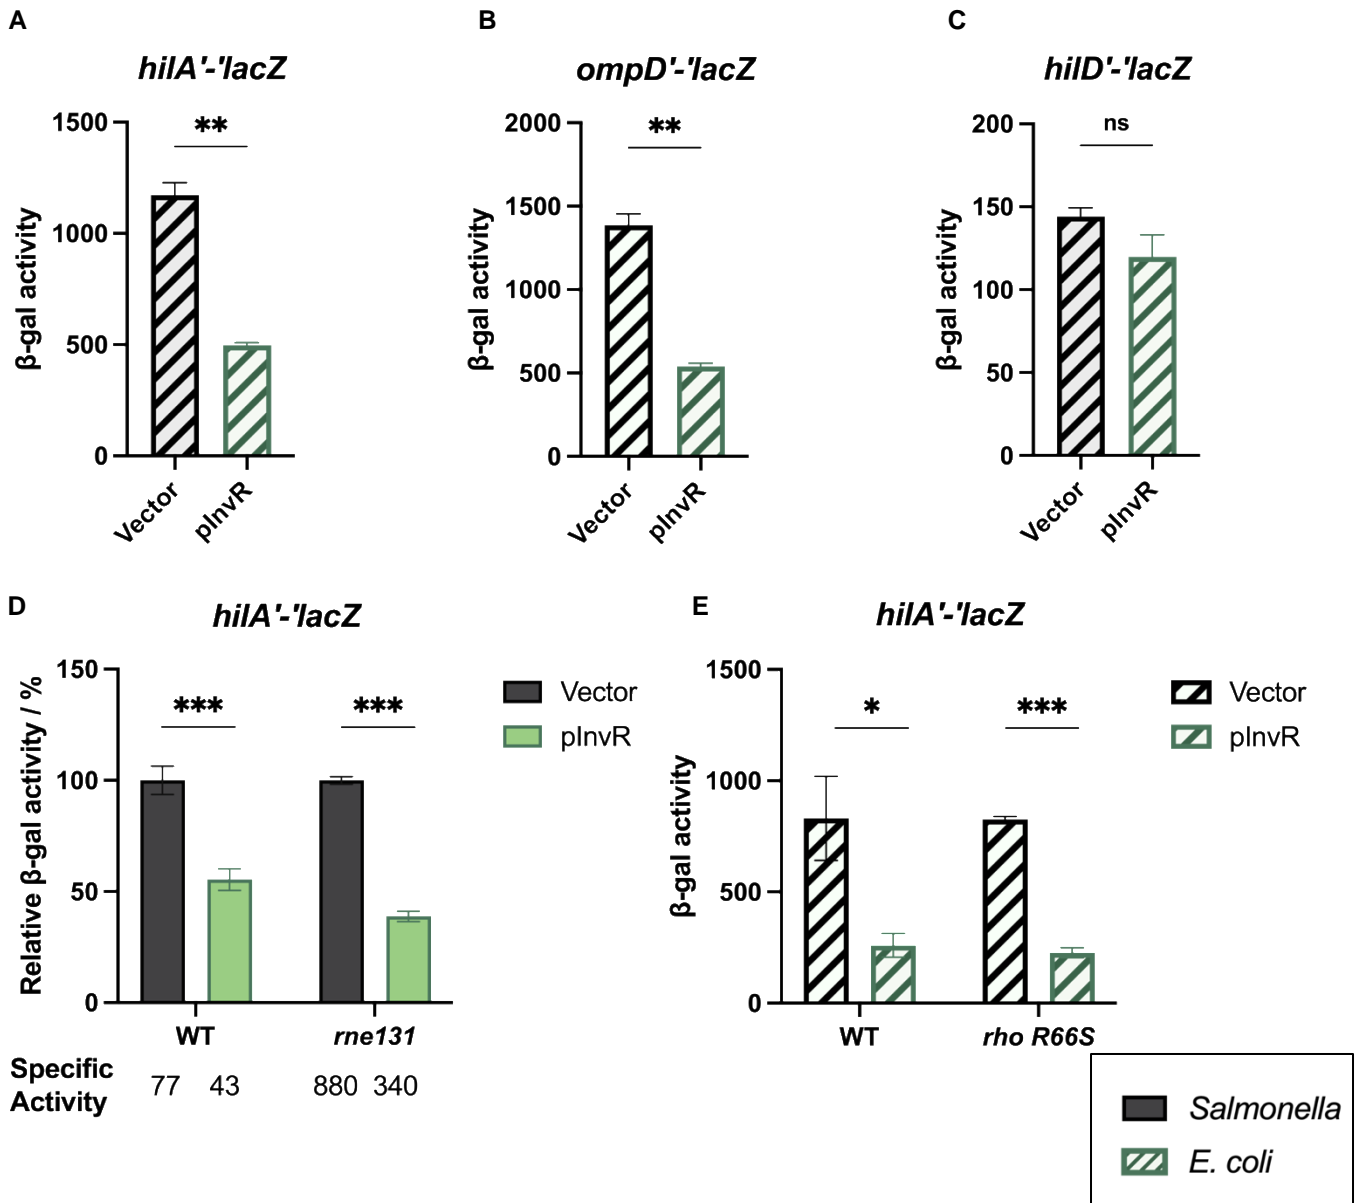 A
hilA'-'lacZ
β-gal activity
1500
1000
500
0
**
Vector
pInvR
B
ompD'-'lacZ
β-gal activity
2000
1500
1000
500
0
**
Vector
pInvR
C
hilD'-'lacZ
β-gal activity
200
150
100
50
0
ns
Vector
pInvR
D
hilA'-'lacZ
Relative β-gal activity / %
150
100
50
0
***
***
Vector
pInvR
WT
rne131
Specific
Activity
77 43 880 340
E
hilA'-'lacZ
β-gal activity
1500
1000
500
0
*
***
Vector
pInvR
WT
rho R66S
Salmonella
E. coli